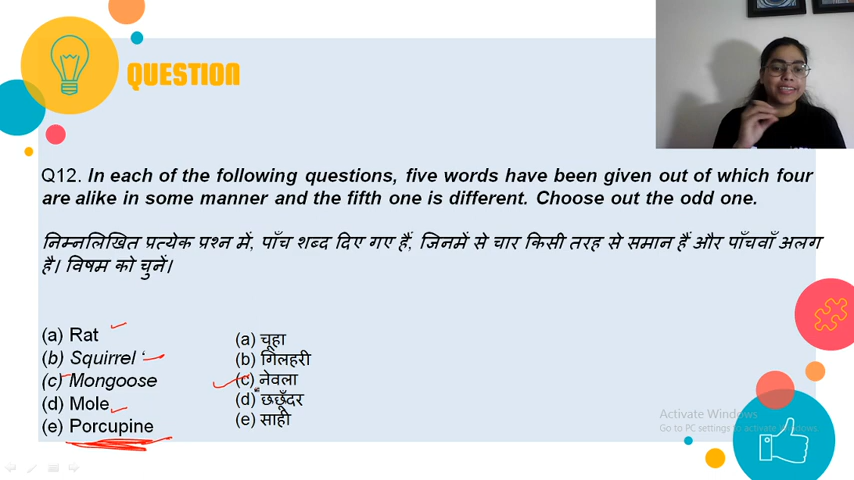 QUESTION
Q12. In each of the following questions, five words have been given out of which four
are alike in some manner and the fifth one is different. Choose out the odd one.
निम्नलिखित प्रत्येक प्रश्न में, पाँच शब्द दिए गए हैं, जिनमें से चार किसी तरह से समान हैं और पाँचवाँ अलग
है। विषम को चुनें।
(a) Rat
(b) Squirrel
(c) Mongoose
(d) Mole
(e) Porcupine
(a) चूहा
(b) गिलहरी
(c) नेवला
(d) छछूँदर
(e) साही
Activate Windows
Go to PC settings to activate Windows.